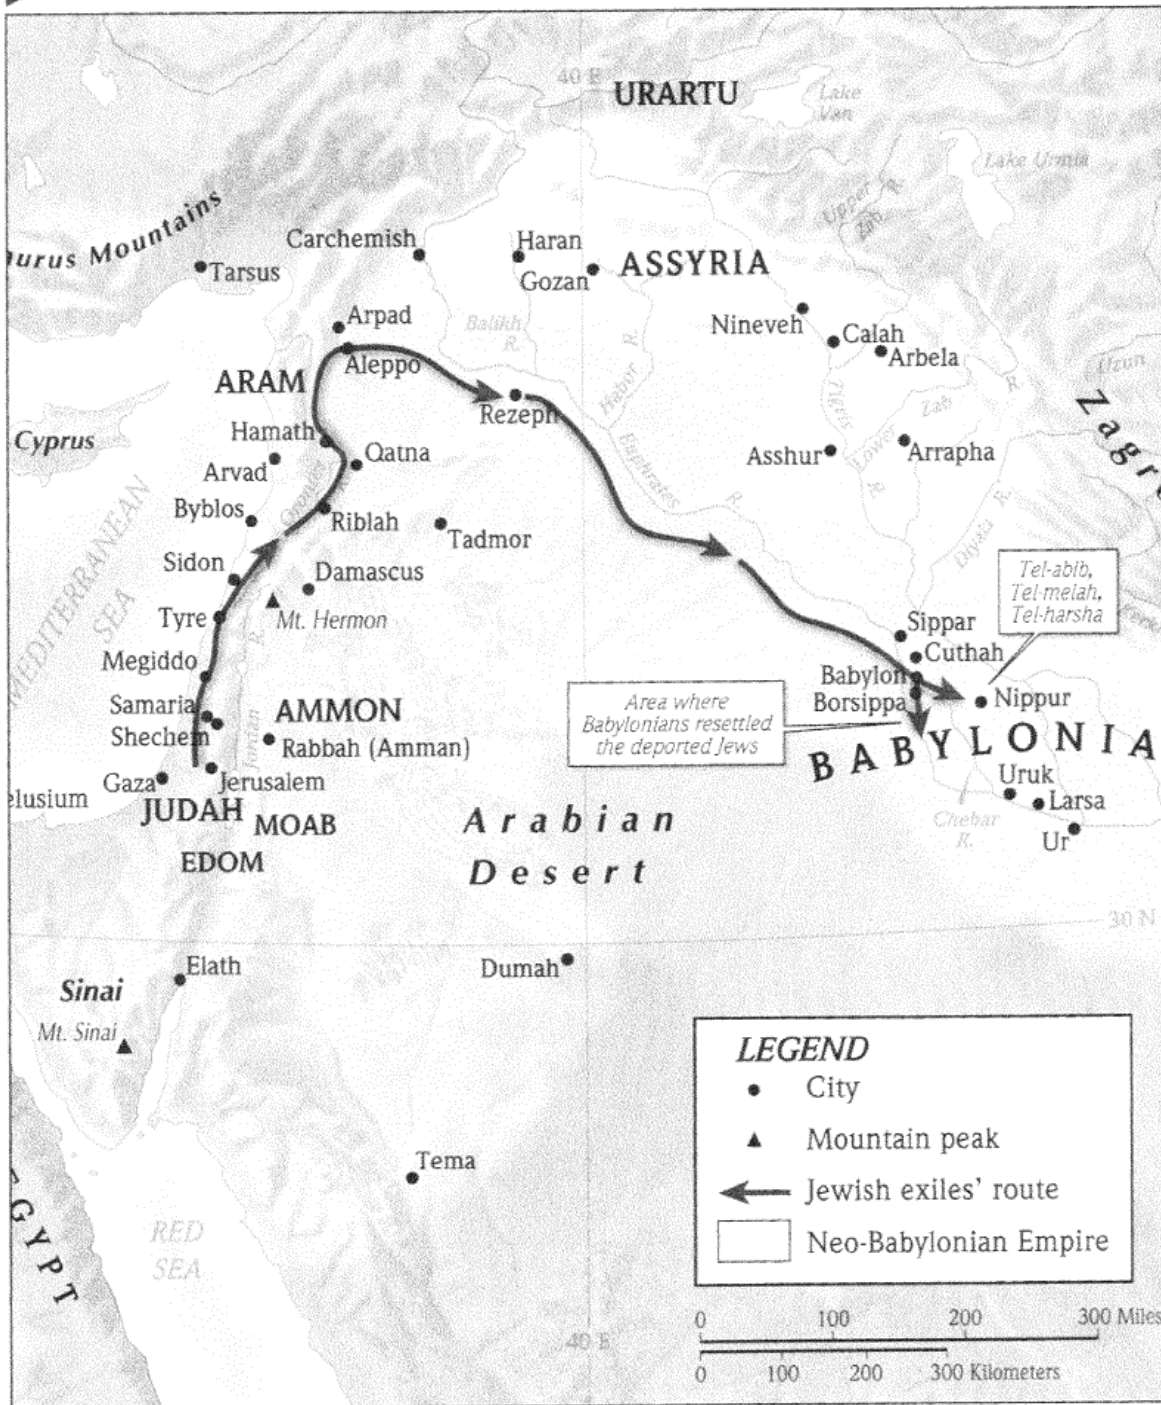 40 E
URARTU
Lake
Van
Lake Urmia
Upper
Zab
R.
aurus Mountains
Carchemish
Haran
Tarsus
Gozan
ASSYRIA
Arpad
Balikh
R.
Nineveh
Calah
Arbela
Aleppo
Habur R.
Tigris
R.
Uzun
ARAM
Rezeph
Lower Zab
R.
Zagr
Cyprus
Hamath
Qatna
Arvad
Asshur
Arrapha
Euphrates
R.
Orontes
Byblos
Riblah
Tadmor
Diyala R.
MEDITERRANEAN
SEA
Sidon
Damascus
Tel-abib,
Tel-melah,
Tel-harsha
Tyre
Mt. Hermon
Sippar
Cuthah
Megiddo
Babylon
Area where
Babylonians resettled
the deported Jews
Borsippa
Nippur
Samaria
AMMON
Shechem
Jordan R.
Rabbah (Amman)
BABYLONIA
Gaza
Jerusalem
Uruk
elusium
Larsa
JUDAH
MOAB
Arabian
Desert
Chebar
R.
Ur
EDOM
30 N
Elath
Dumah
Sinai
Mt. Sinai
LEGEND
City
Mountain peak
Tema
Jewish exiles' route
Neo-Babylonian Empire
EGYPT
RED
SEA
40 E
0 100 200 300 Miles
0 100 200 300 Kilometers